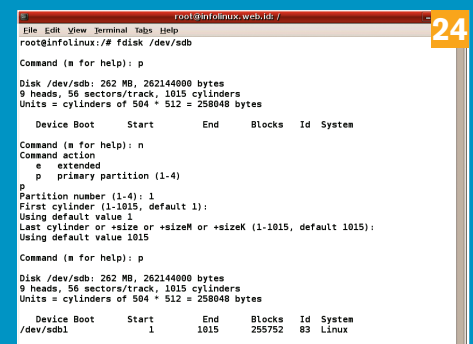 root@infolinux.web.id: /
24
File Edit View Terminal Tabs Help
root@infolinux:/# fdisk /dev/sdb
Command (m for help): p
Disk /dev/sdb: 262 MB, 262144000 bytes
9 heads, 56 sectors/track, 1015 cylinders
Units = cylinders of 504 * 512 = 258048 bytes
Device Boot Start End Blocks Id System
Command (m for help): n
Command action
e extended
p primary partition (1-4)
p
Partition number (1-4): 1
First cylinder (1-1015, default 1):
Using default value 1
Last cylinder or +size or +sizeM or +sizeK (1-1015, default 1015):
Using default value 1015
Command (m for help): p
Disk /dev/sdb: 262 MB, 262144000 bytes
9 heads, 56 sectors/track, 1015 cylinders
Units = cylinders of 504 * 512 = 258048 bytes
Device Boot Start End Blocks Id System
/dev/sdb1 1 1015 255752 83 Linux